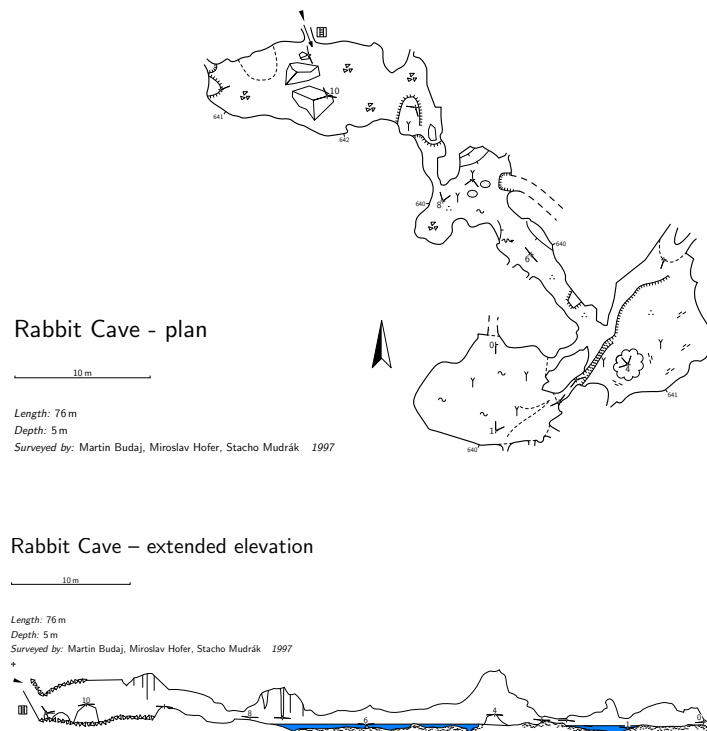 10
641
642
640
8
6
640
Rabbit Cave - plan
0
4
10 m
641
Length: 76 m
Depth: 5 m
1
Surveyed by: Martin Budaj, Miroslav Hofer, Stacho Mudrák 1997
640
Rabbit Cave – extended elevation
10 m
Length: 76 m
Depth: 5 m
Surveyed by: Martin Budaj, Miroslav Hofer, Stacho Mudrák 1997
10
8
6
4
1
0